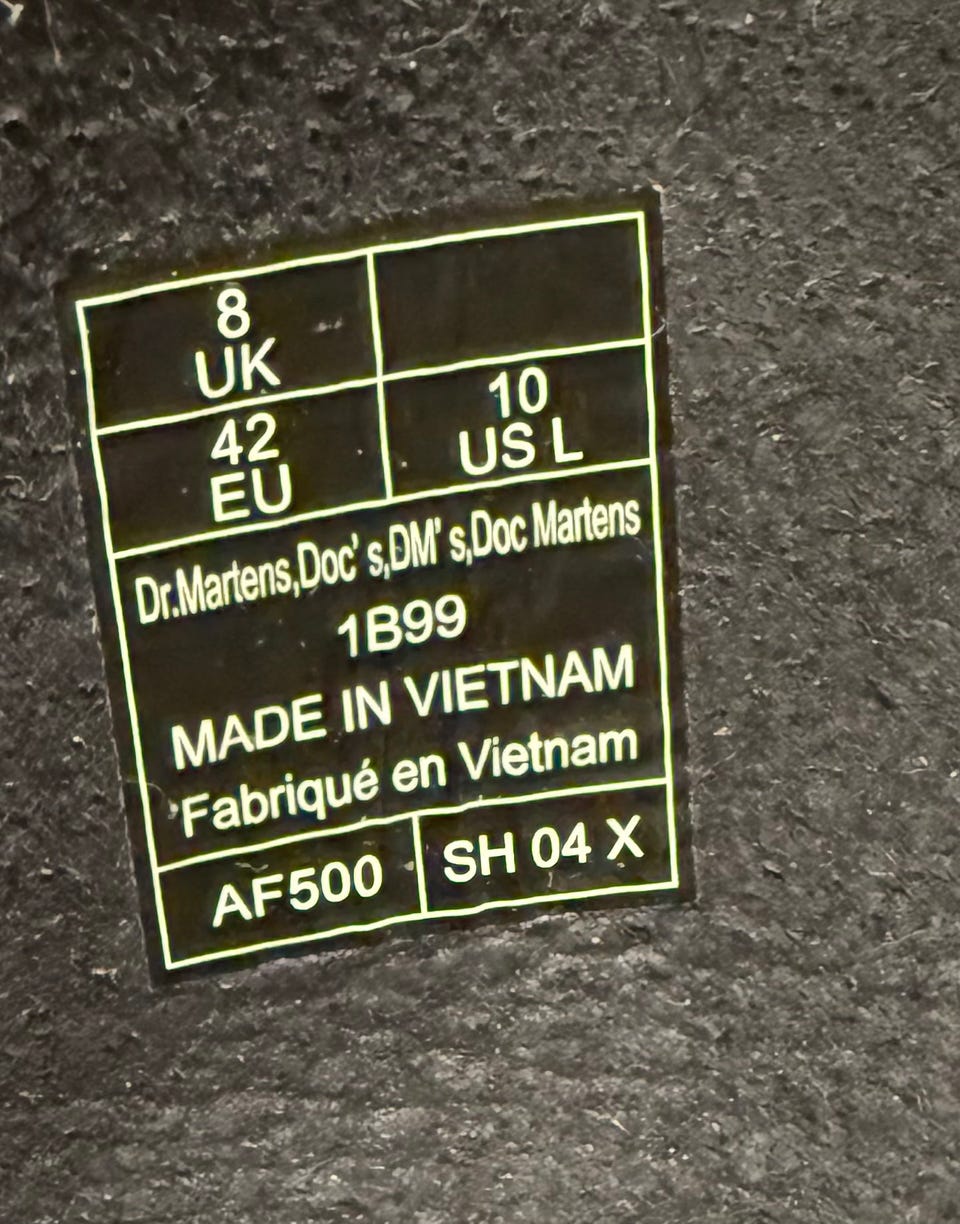 8
UK
42
EU
10
US L
Dr.Martens,Doc' s,DM' s,Doc Martens
1B99
MADE IN VIETNAM
Fabriqué en Vietnam
AF500
SH 04 X